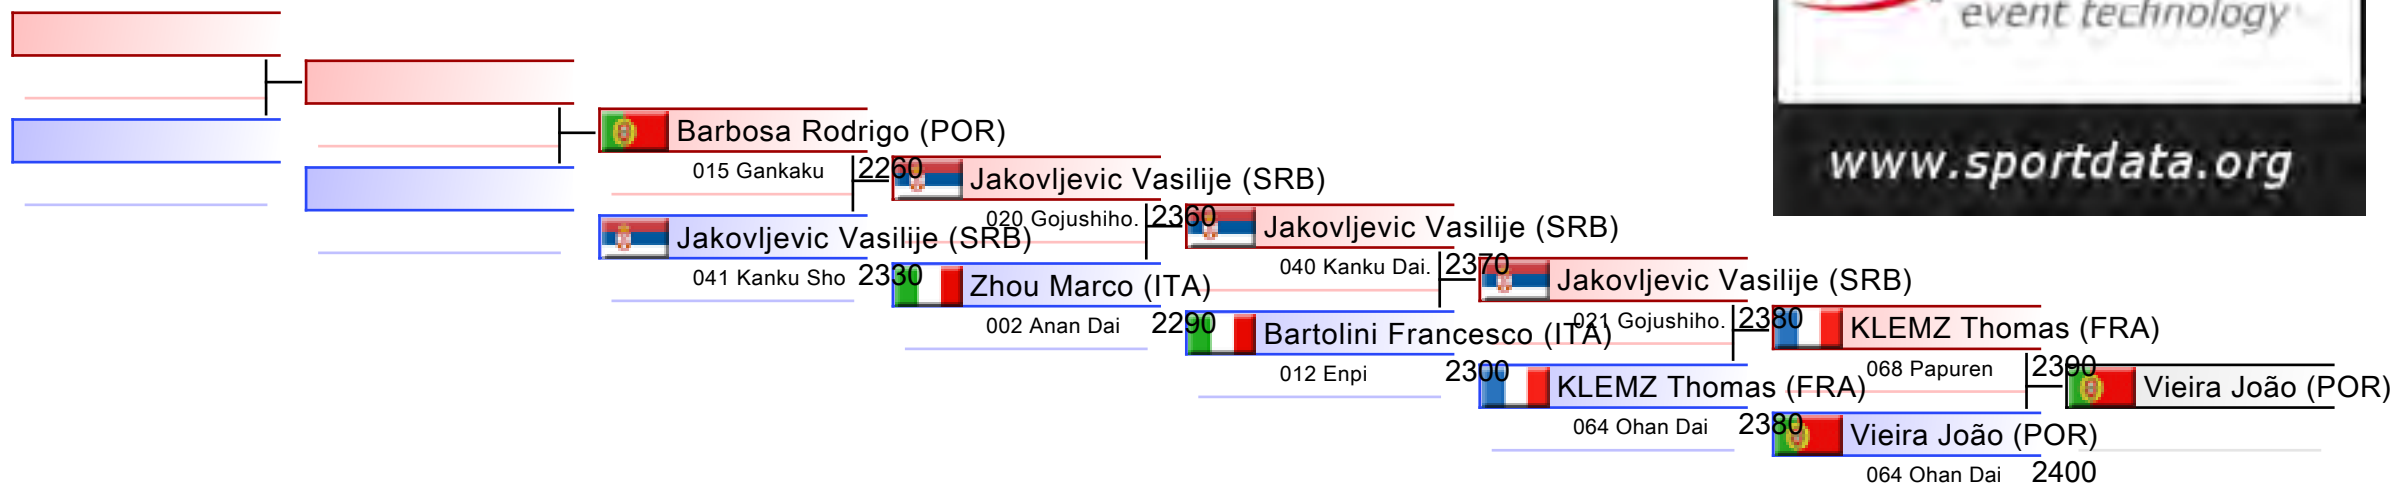 event technology
www.sportdata.org
Barbosa Rodrigo (POR)
015 Gankaku 2260
Jakovljevic Vasilije (SRB)
041 Kanku Sho 2330
Jakovljevic Vasilije (SRB)
020 Gojushiho. 2360
Zhou Marco (ITA)
002 Anan Dai 2290
Jakovljevic Vasilije (SRB)
040 Kanku Dai. 2370
Bartolini Francesco (ITA)
012 Enpi 2300
Jakovljevic Vasilije (SRB)
021 Gojushiho. 2380
KLEMZ Thomas (FRA)
064 Ohan Dai 2380
KLEMZ Thomas (FRA)
068 Papuren 2390
Vieira João (POR)
064 Ohan Dai 2400
Vieira João (POR)